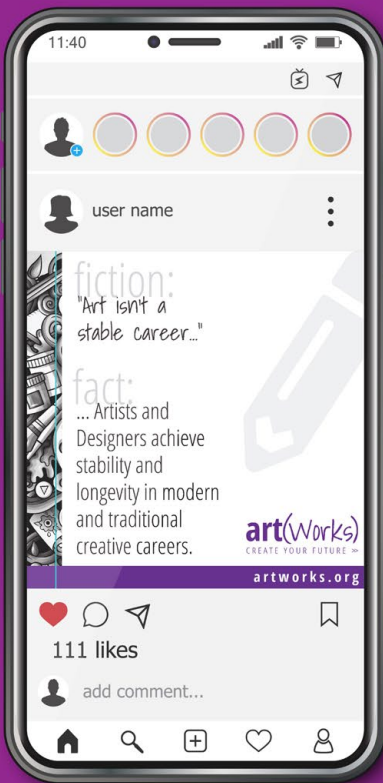 11:40
user name
fiction:
"Art isn't a
stable career..."
fact:
... Artists and
Designers achieve
stability and
longevity in modern
and traditional
creative careers.
art(Works)
CREATE YOUR FUTURE »
artworks.org
111 likes
add comment...